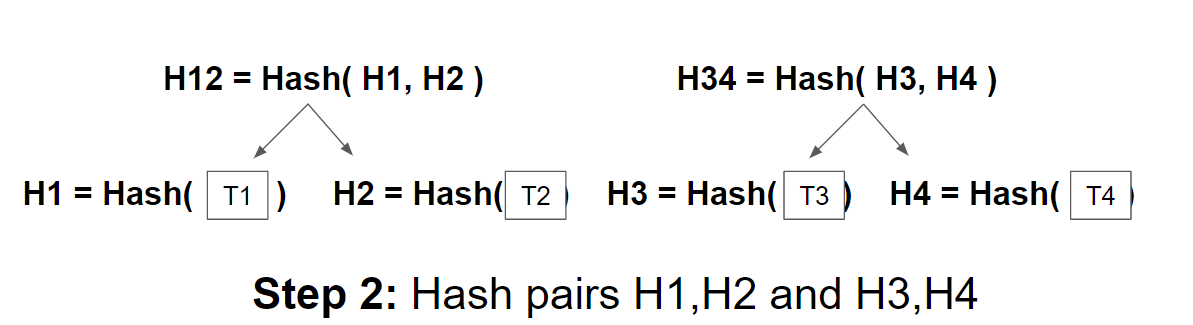 H12 = Hash( H1, H2 ) H34 = Hash( H3, H4 )
H1 = Hash( T1 ) H2 = Hash( T2 ) H3 = Hash( T3 ) H4 = Hash( T4 )
Step 2: Hash pairs H1,H2 and H3,H4